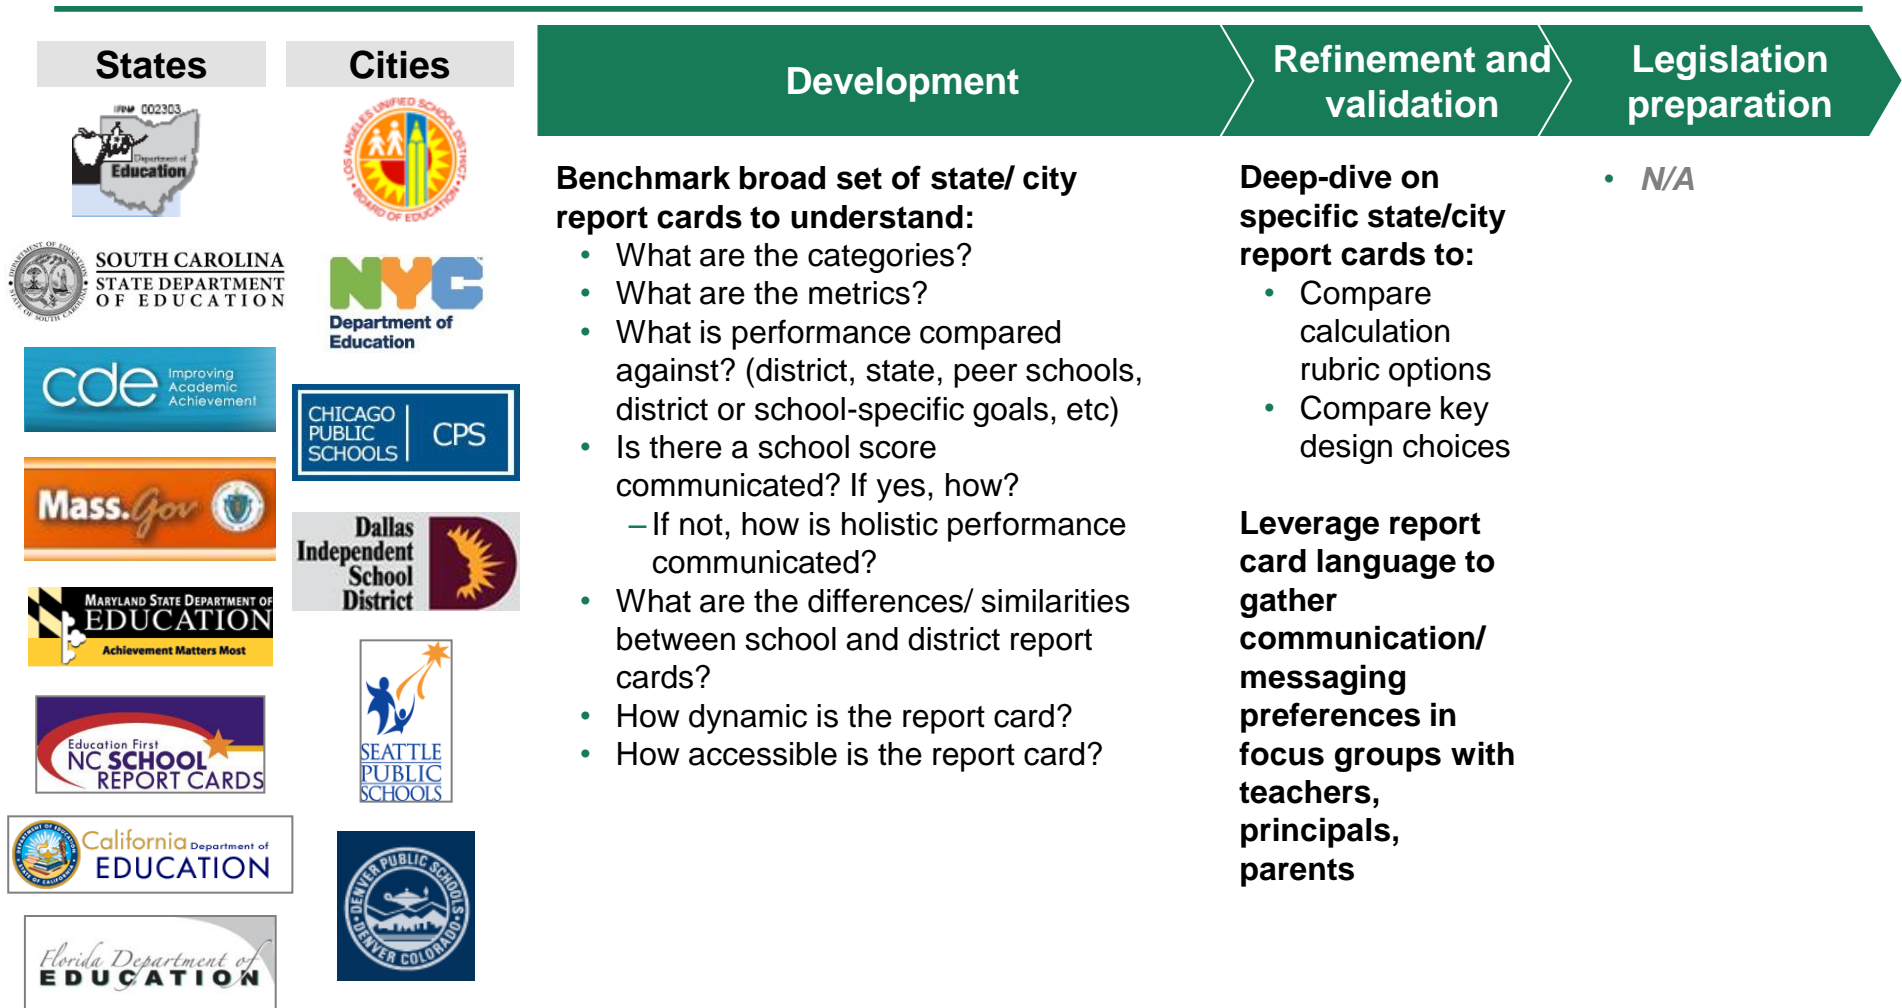 States
IRN# 002303
Department of
Education
SOUTH CAROLINA
STATE DEPARTMENT
OF EDUCATION
cde
Improving
Academic
Achievement
Mass.Gov
MARYLAND STATE DEPARTMENT OF
EDUCATION
Achievement Matters Most
Education First
NC SCHOOL
REPORT CARDS
California Department of
EDUCATION
Florida Department of
EDUCATION
Cities
LOS ANGELES UNIFIED SCHOOL DISTRICT
BOARD OF EDUCATION
NYC
Department of
Education
CHICAGO
PUBLIC
SCHOOLS
CPS
Dallas
Independent
School
District
SEATTLE
PUBLIC
SCHOOLS
DENVER PUBLIC SCHOOLS
DENVER COLORADO
Development
Benchmark broad set of state/ city
report cards to understand:
• What are the categories?
• What are the metrics?
• What is performance compared
against? (district, state, peer schools,
district or school-specific goals, etc)
• Is there a school score
communicated? If yes, how?
– If not, how is holistic performance
communicated?
• What are the differences/ similarities
between school and district report
cards?
• How dynamic is the report card?
• How accessible is the report card?
Refinement and
validation
Deep-dive on
specific state/city
report cards to:
• Compare
calculation
rubric options
• Compare key
design choices
Leverage report
card language to
gather
communication/
messaging
preferences in
focus groups with
teachers,
principals,
parents
Legislation
preparation
• N/A